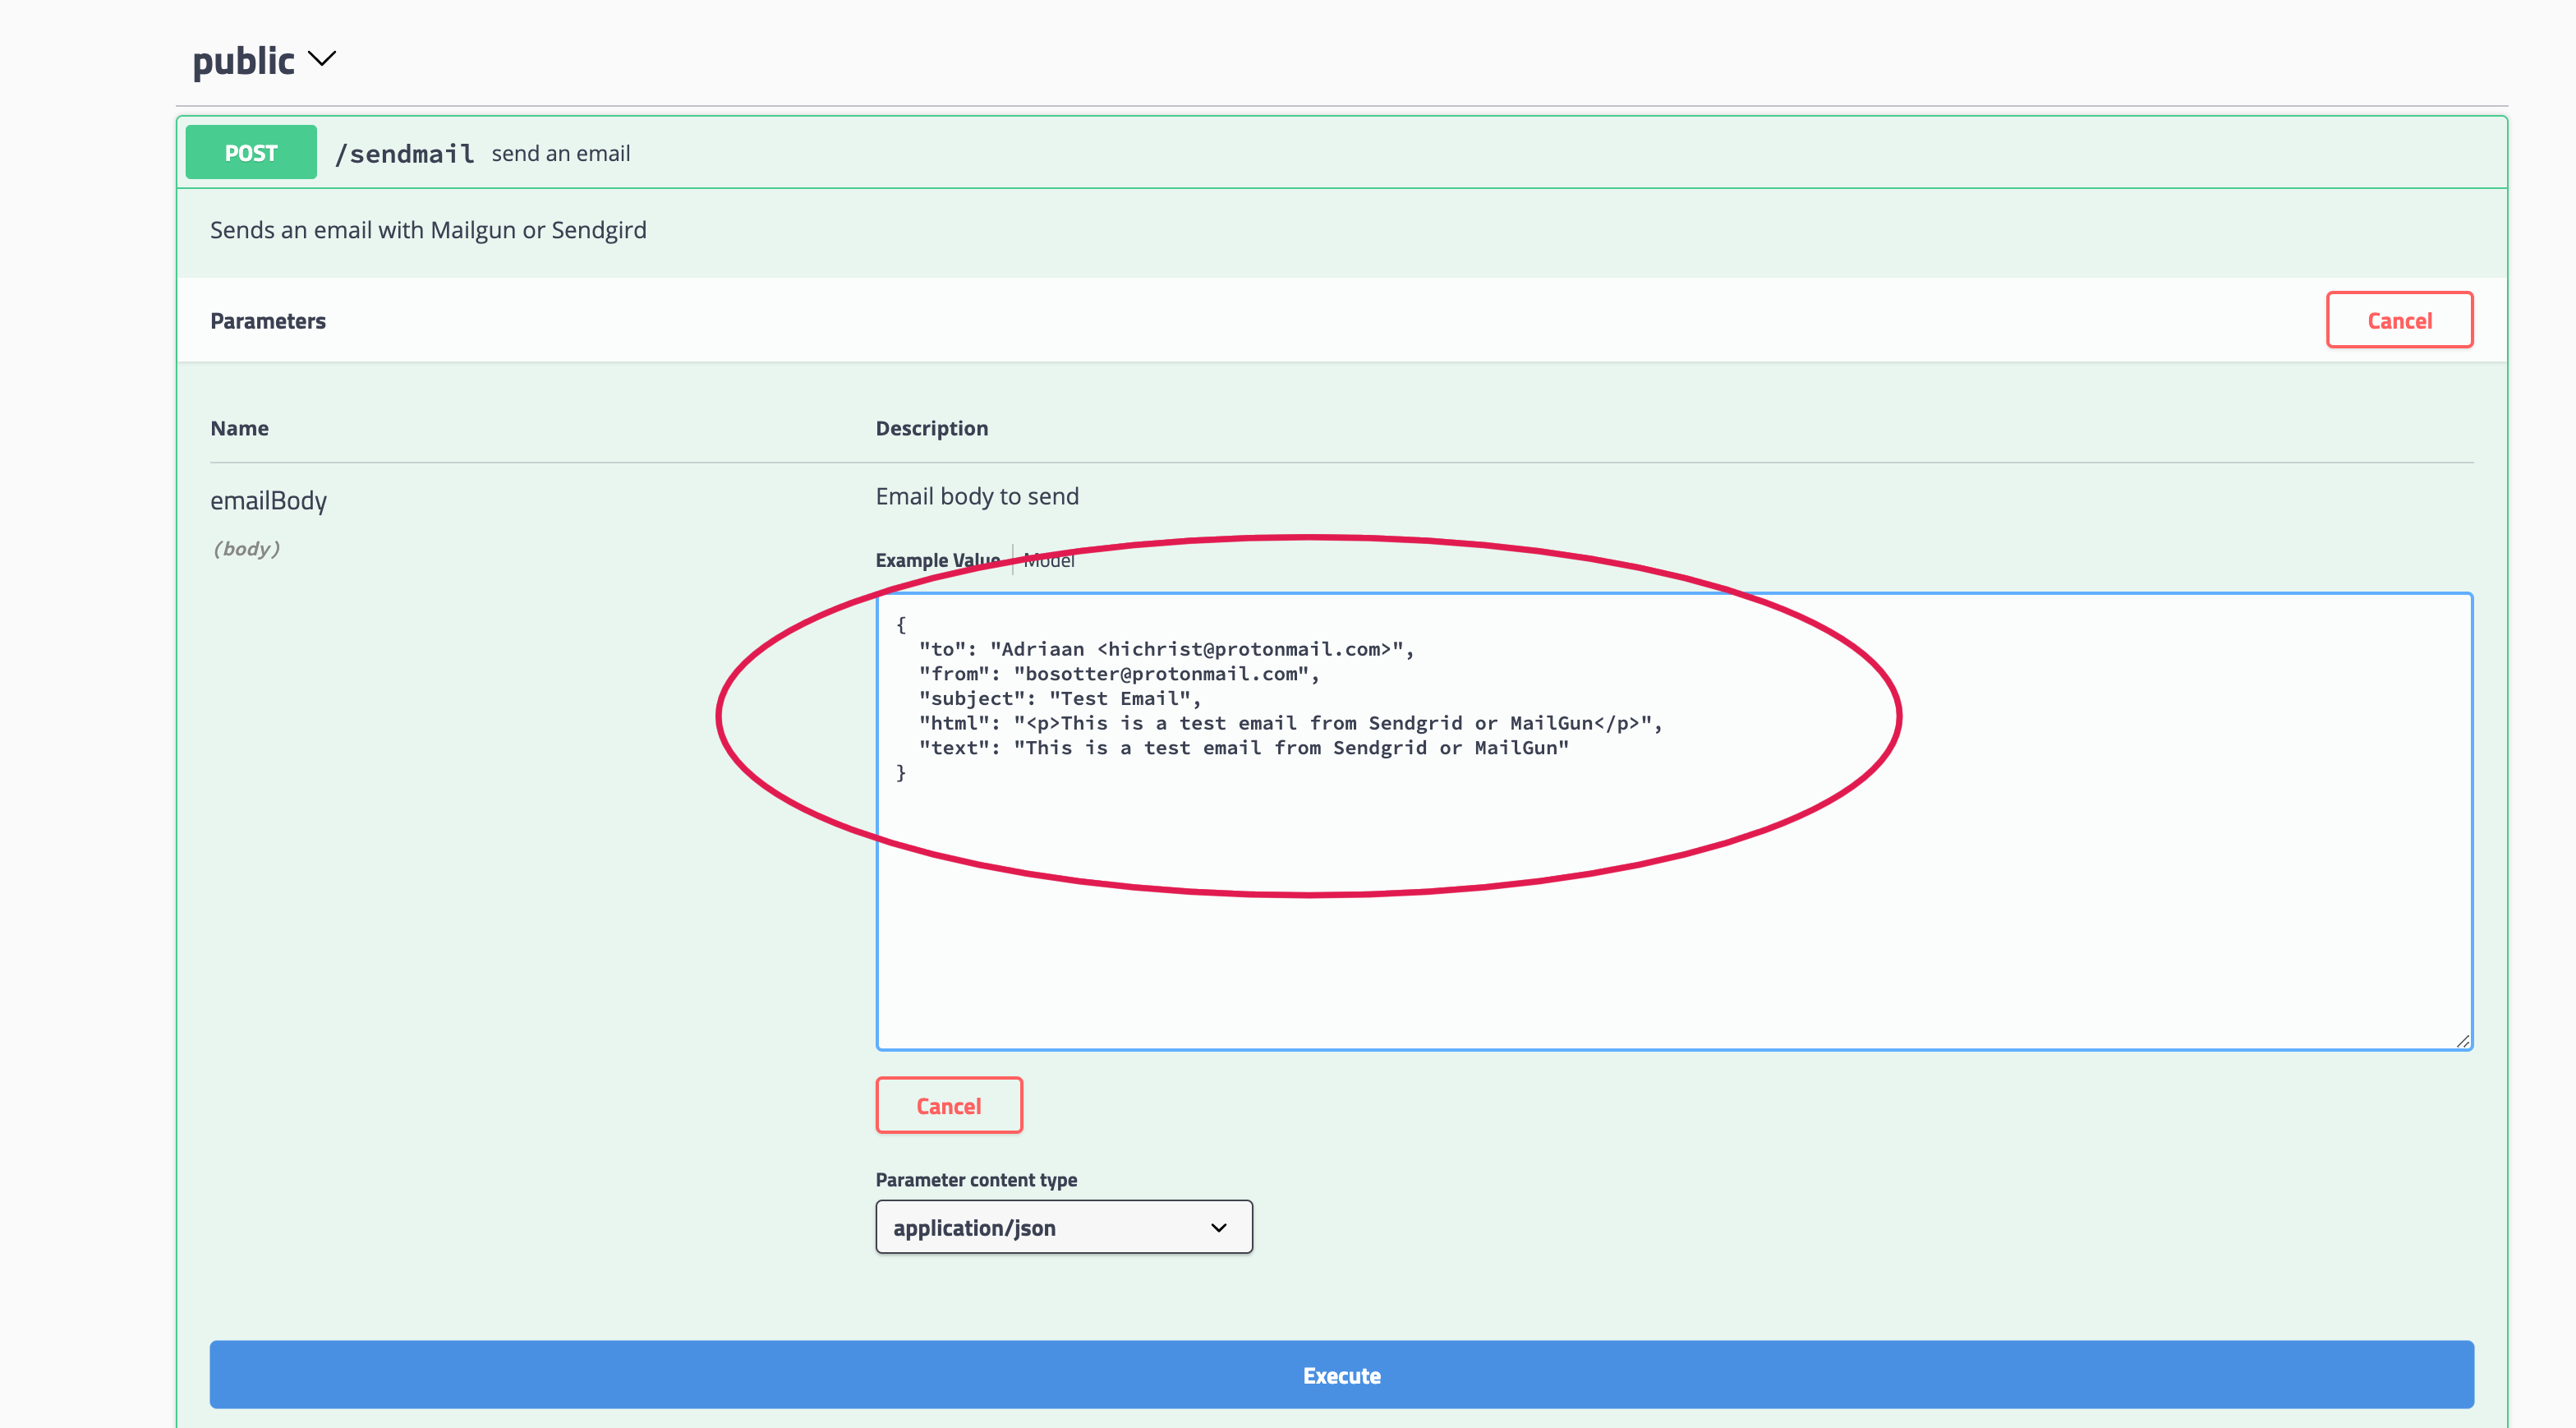 public
POST /sendmail send an email
Sends an email with Mailgun or Sendgird
Parameters Cancel
Name Description
emailBody Email body to send
(body)
Example Value Model
{
"to": "Adriaan <hichrist@protonmail.com>",
"from": "bosotter@protonmail.com",
"subject": "Test Email",
"html": "<p>This is a test email from Sendgrid or MailGun</p>",
"text": "This is a test email from Sendgrid or MailGun"
}
Cancel
Parameter content type
application/json
Execute